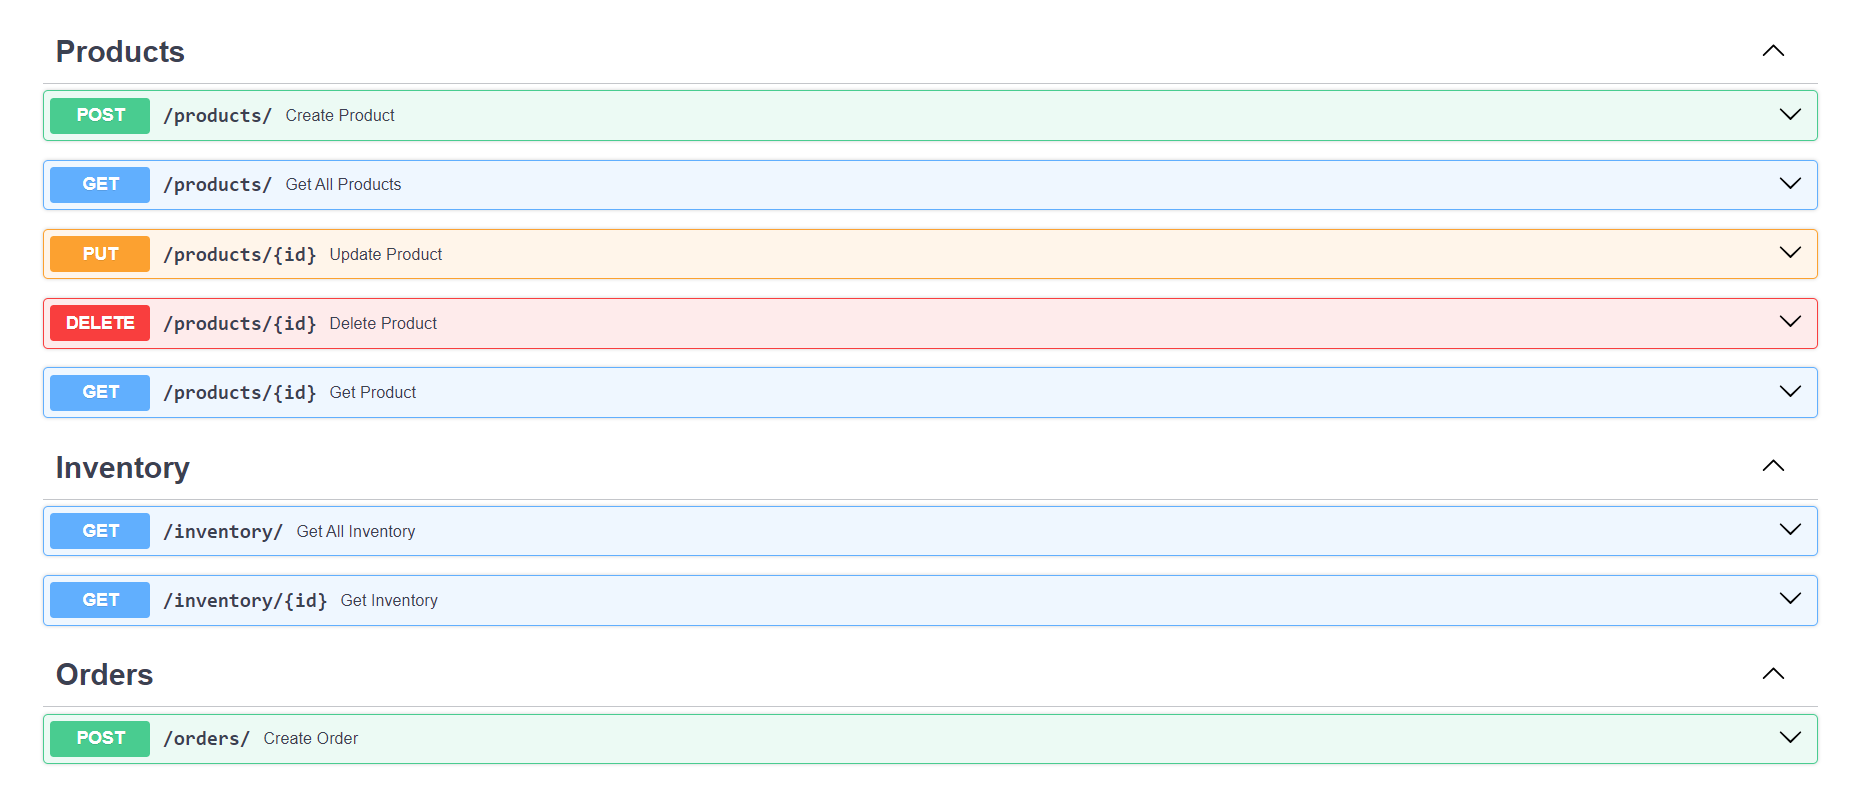 Products
POST /products/ Create Product
GET /products/ Get All Products
PUT /products/{id} Update Product
DELETE /products/{id} Delete Product
GET /products/{id} Get Product
Inventory
GET /inventory/ Get All Inventory
GET /inventory/{id} Get Inventory
Orders
POST /orders/ Create Order